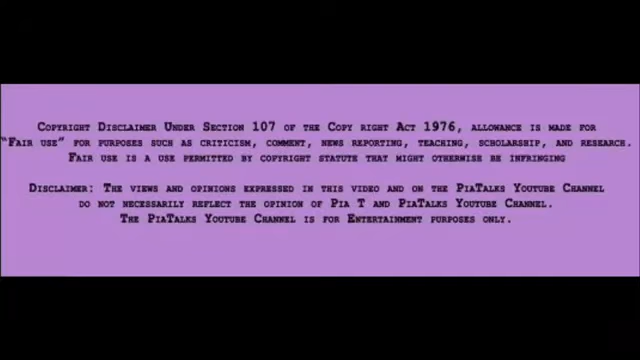 Copyright Disclaimer Under Section 107 of the Copy right Act 1976, allowance is made for
"Fair use" for purposes such as criticism, comment, news reporting, teaching, scholarship, and research.
Fair use is a use permitted by copyright statute that might otherwise be infringing
Disclaimer: The views and opinions expressed in this video and on the PiaTalks Youtube Channel
do not necessarily reflect the opinion of Pia T and PiaTalks Youtube Channel.
The PiaTalks Youtube Channel is for Entertainment purposes only.